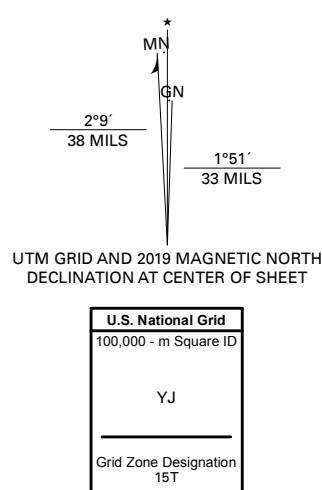 MN
GN
2°9´
38 MILS
1°51´
33 MILS
UTM GRID AND 2019 MAGNETIC NORTH
DECLINATION AT CENTER OF SHEET
U.S. National Grid
100,000 - m Square ID
YJ
Grid Zone Designation
15T